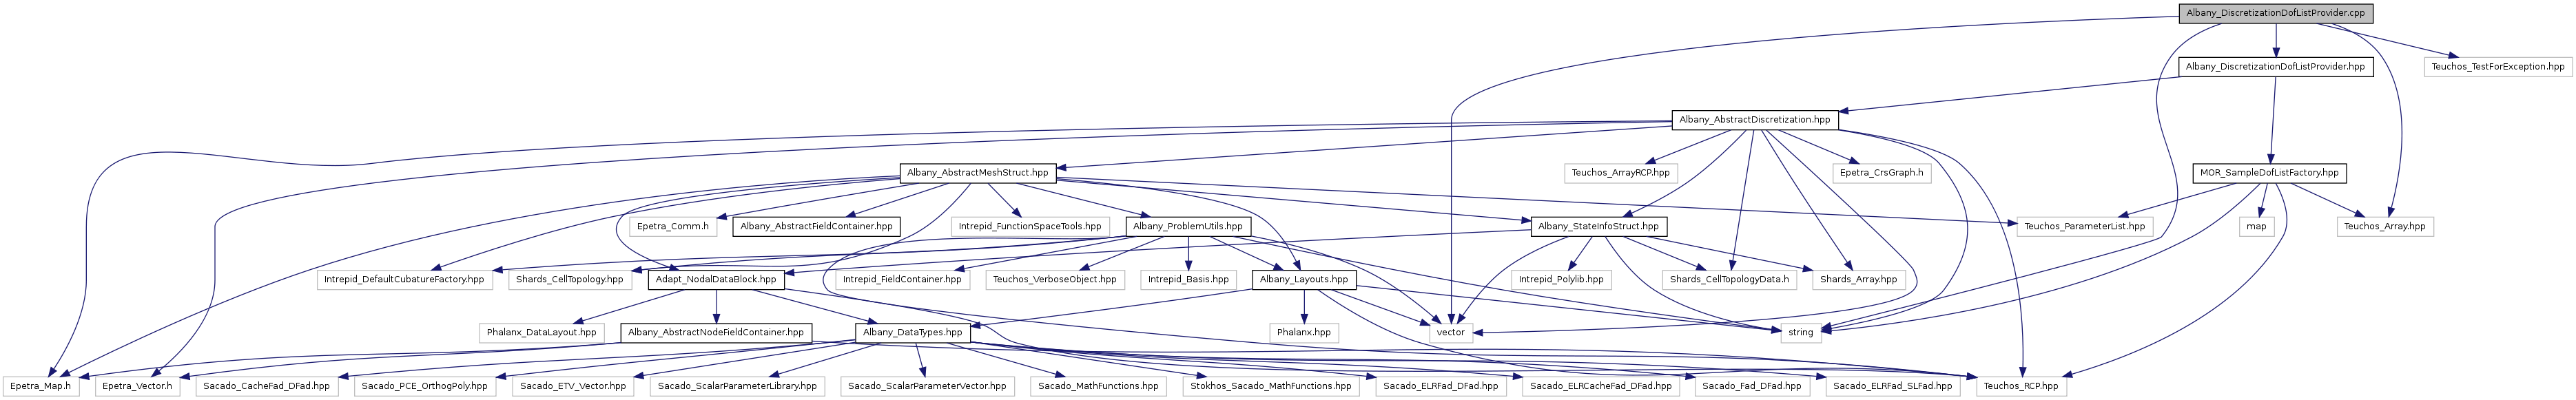 Albany_DiscretizationDofListProvider.cpp
Albany_DiscretizationDofListProvider.hpp
Teuchos_TestForException.hpp
Albany_AbstractDiscretization.hpp
Albany_AbstractMeshStruct.hpp
Teuchos_ArrayRCP.hpp
Epetra_CrsGraph.h
MOR_SampleDofListFactory.hpp
Epetra_Comm.h
Albany_AbstractFieldContainer.hpp
Intrepid_FunctionSpaceTools.hpp
Albany_ProblemUtils.hpp
Albany_StateInfoStruct.hpp
Teuchos_ParameterList.hpp
map
Teuchos_Array.hpp
Intrepid_DefaultCubatureFactory.hpp
Shards_CellTopology.hpp
Adapt_NodalDataBlock.hpp
Intrepid_FieldContainer.hpp
Teuchos_VerboseObject.hpp
Intrepid_Basis.hpp
Albany_Layouts.hpp
Intrepid_Polylib.hpp
Shards_CellTopologyData.h
Shards_Array.hpp
Phalanx_DataLayout.hpp
Albany_AbstractNodeFieldContainer.hpp
Albany_DataTypes.hpp
Phalanx.hpp
vector
string
Epetra_Map.h
Epetra_Vector.h
Sacado_CacheFad_DFad.hpp
Sacado_PCE_OrthogPoly.hpp
Sacado_ETV_Vector.hpp
Sacado_ScalarParameterLibrary.hpp
Sacado_ScalarParameterVector.hpp
Sacado_MathFunctions.hpp
Stokhos_Sacado_MathFunctions.hpp
Sacado_ELRFad_DFad.hpp
Sacado_ELRCacheFad_DFad.hpp
Sacado_Fad_DFad.hpp
Sacado_ELRFad_SLFad.hpp
Teuchos_RCP.hpp